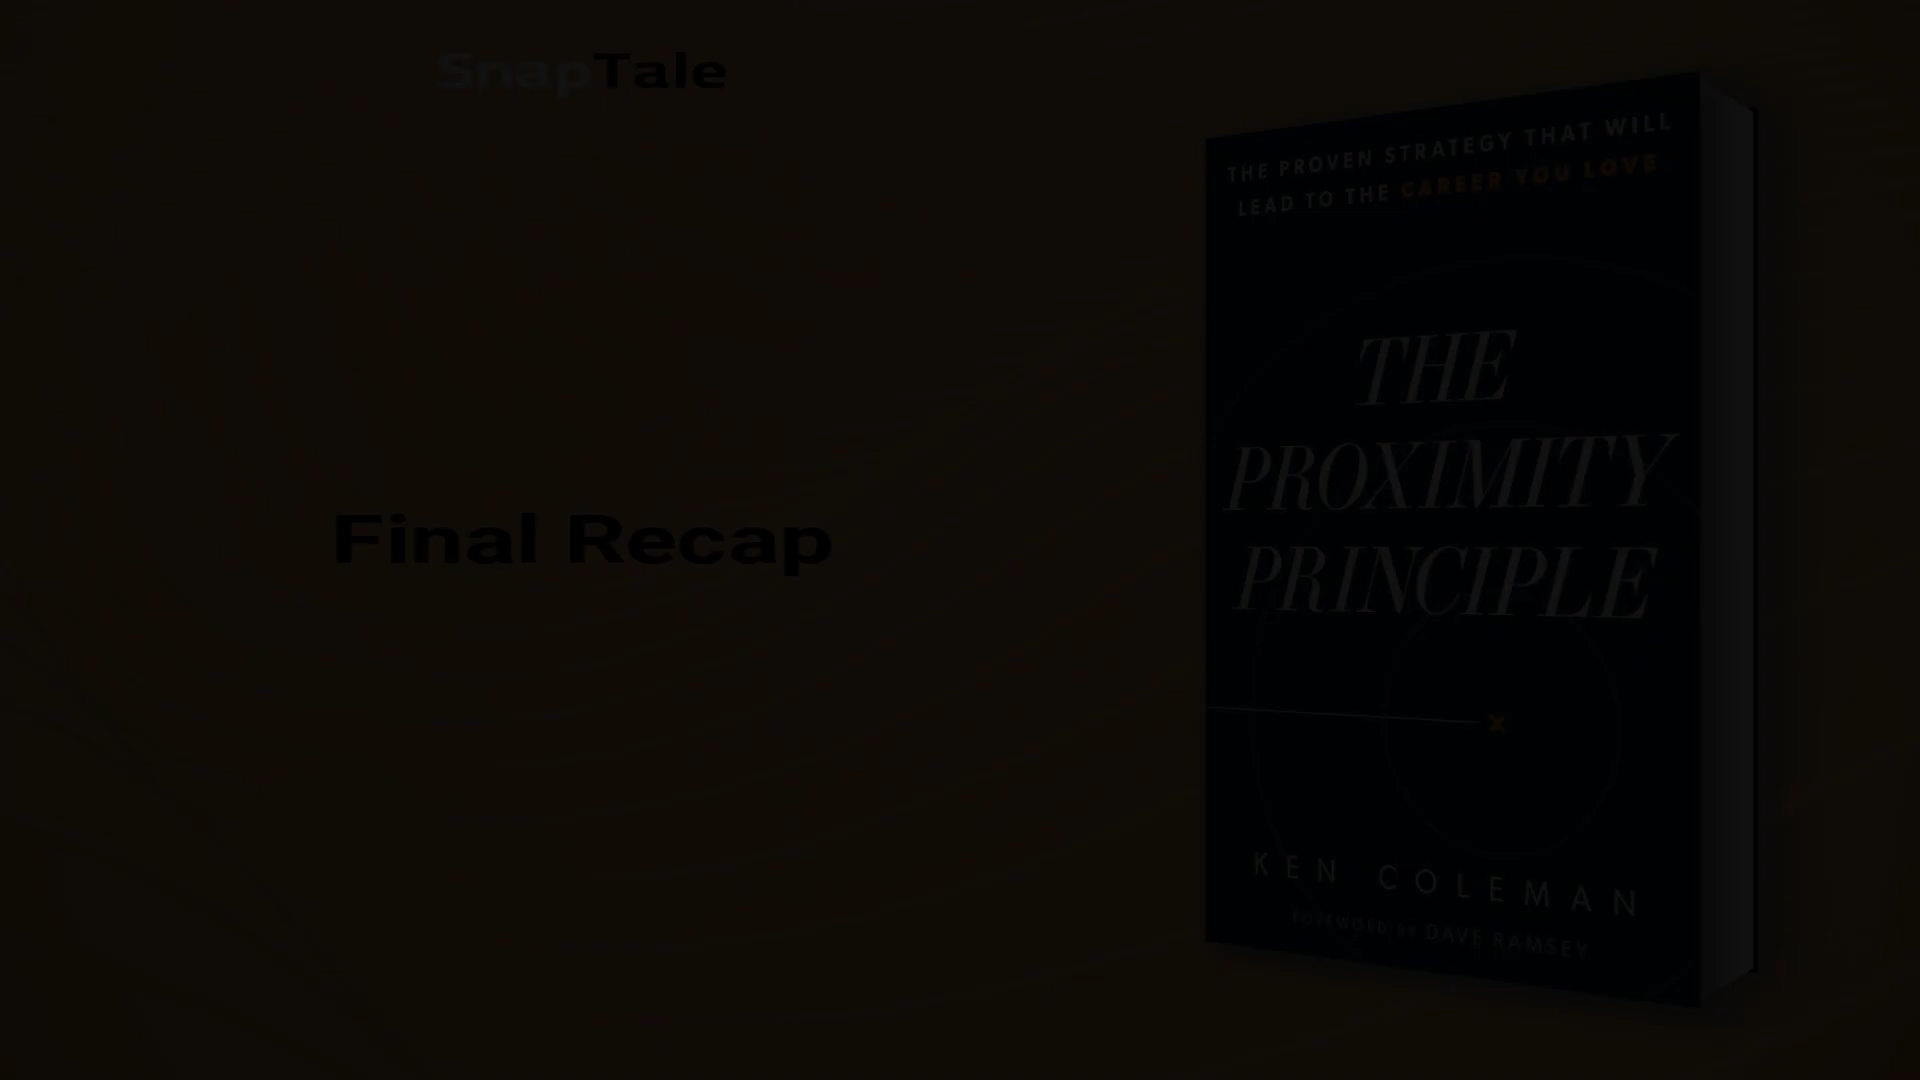 SnapTale
Final Recap
THE PROVEN STRATEGY THAT WILL
LEAD TO THE CAREER YOU LOVE
THE
PROXIMITY
PRINCIPLE
KEN COLEMAN
FOREWORD BY DAVE RAMSEY